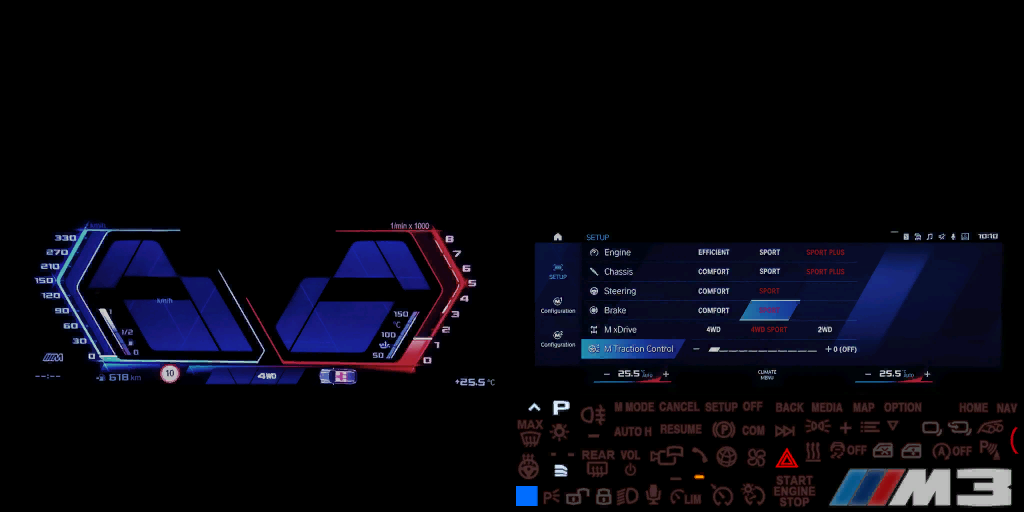 km/h
330
270
210
150
120
90
60
30
0
1/2
0
M
--:--
618 km
10
km/h
4WD
1/min x 1000
8
7
6
5
4
3
2
1
0
150
°C
100
50
+25.5°C
SETUP
10:10
SETUP
Configuration
Configuration
Engine EFFICIENT SPORT SPORT PLUS
Chassis COMFORT SPORT SPORT PLUS
Steering COMFORT SPORT
Brake COMFORT SPORT
M xDrive 4WD 4WD SPORT 2WD
M Traction Control − + 0 (OFF)
− 25.5 °C AUTO +
CLIMATE
MENU
− 25.5 °C AUTO +
P M MODE CANCEL SETUP OFF BACK MEDIA MAP OPTION HOME NAV
MAX AUTO H RESUME P COM +
REAR VOL OFF OFF P
P LIM
START
ENGINE
STOP
M3